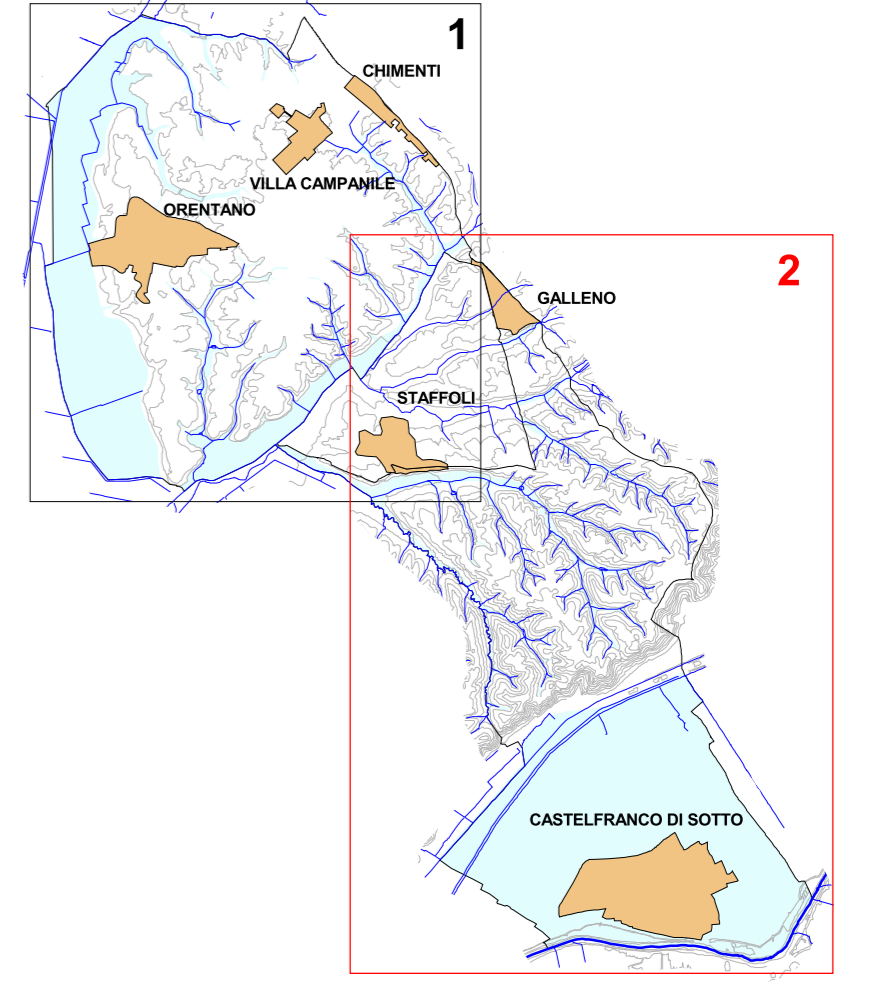 1
CHIMENTI
VILLA CAMPANILE
ORENTANO
2
GALLENO
STAFFOLI
CASTELFRANCO DI SOTTO